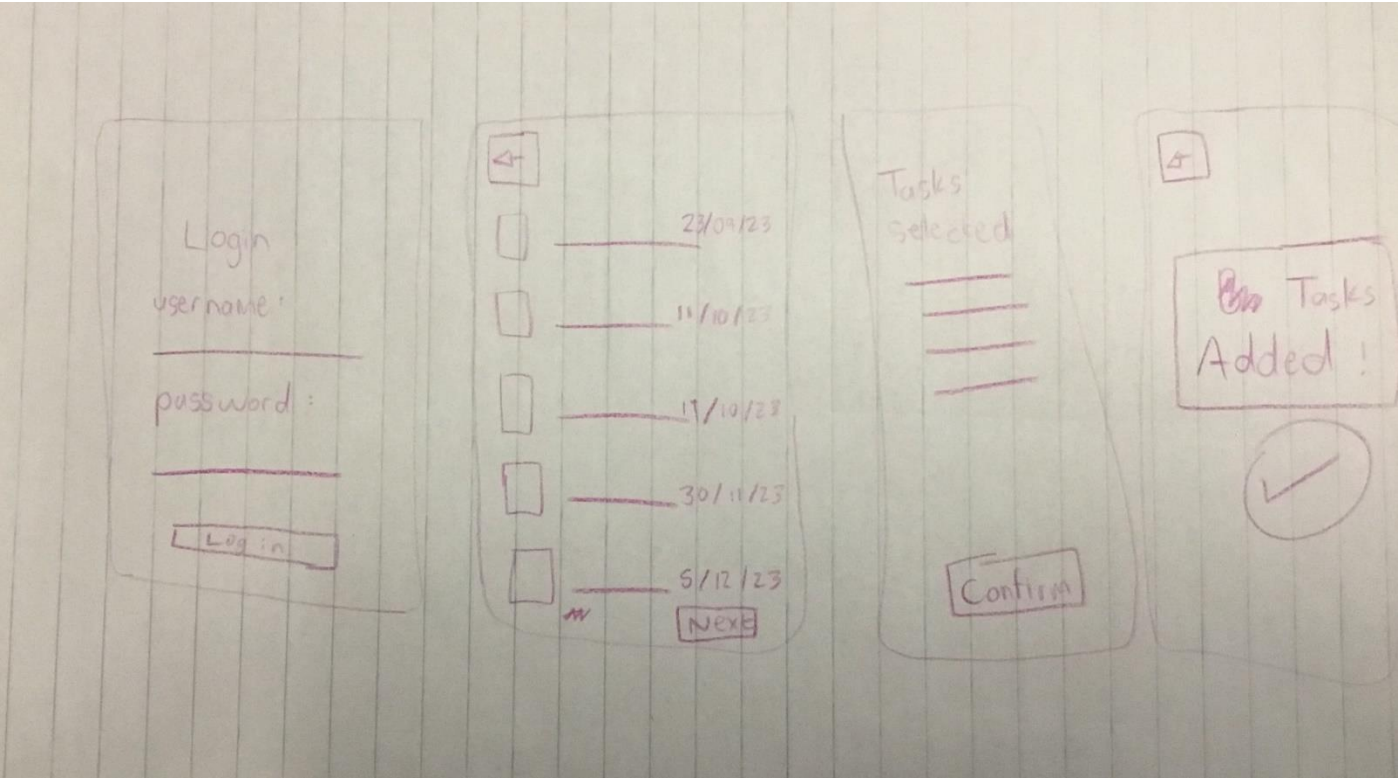 Login
username:
password:
Log in
23/09/23
11/10/23
17/10/23
30/11/23
5/12/23
Next
Tasks
selected
Confirm
Tasks
Added !